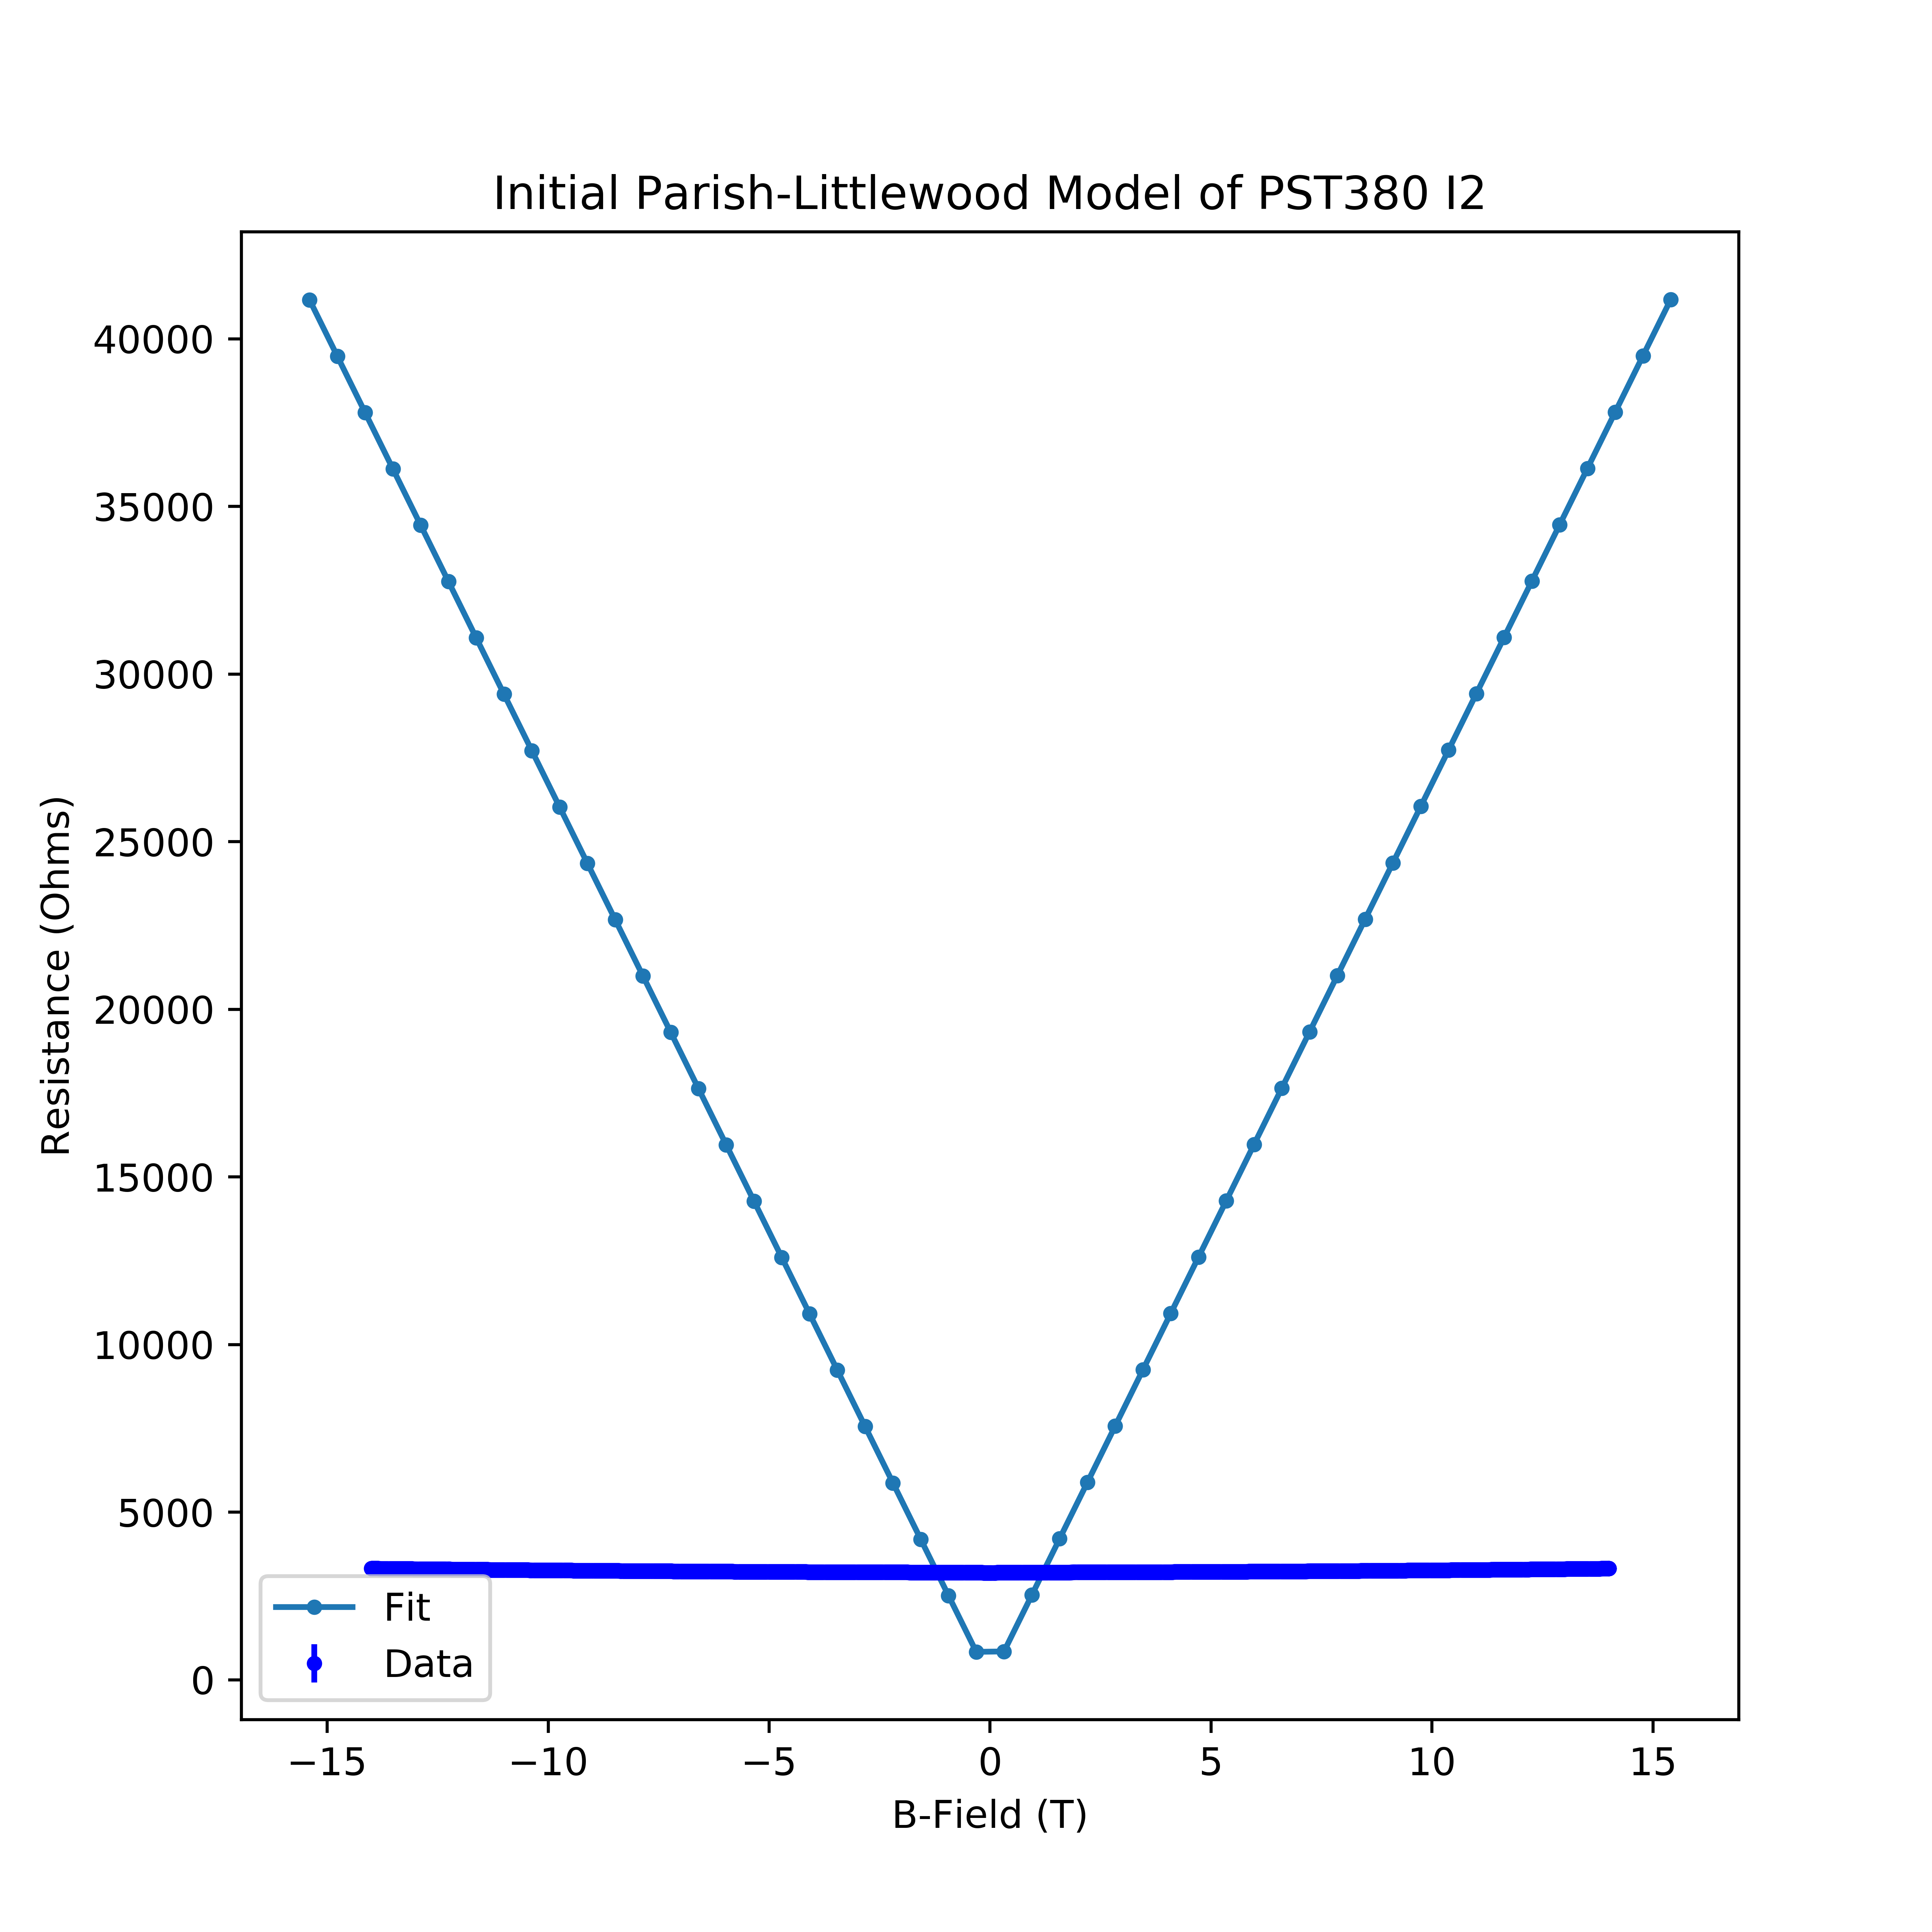 Initial Parish-Littlewood Model of PST380 I2
Resistance (Ohms)
40000
35000
30000
25000
20000
15000
10000
5000
0
Fit
Data
−15 −10 −5 0 5 10 15
B-Field (T)